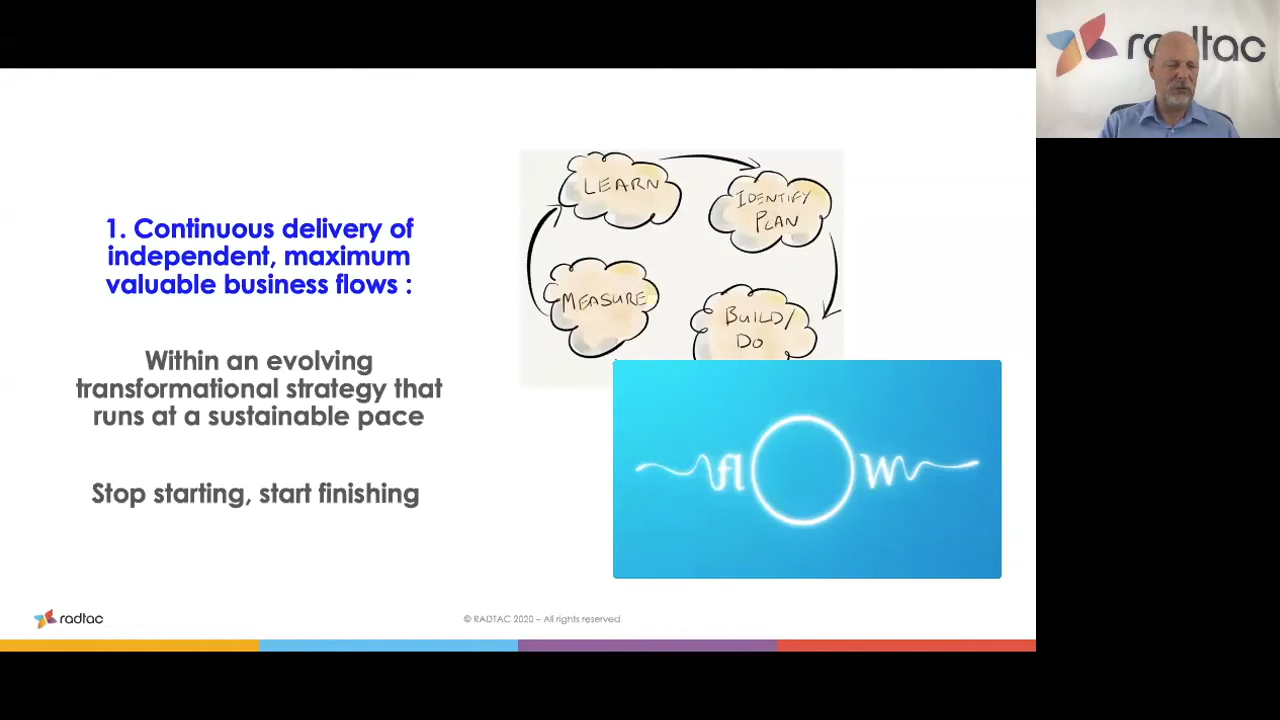 1. Continuous delivery of
independent, maximum
valuable business flows :
Within an evolving
transformational strategy that
runs at a sustainable pace
Stop starting, start finishing
LEARN
IDENTIFY
PLAN
MEASURE
BUILD/
DO
flow
radtac
© RADTAC 2020 – All rights reserved
radtac